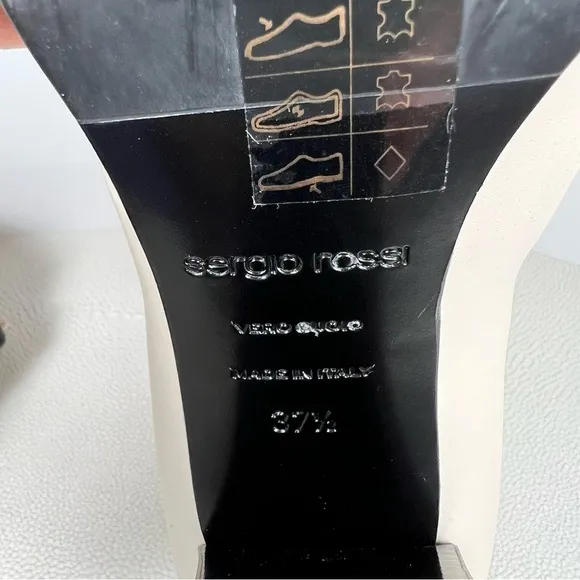 sergio rossi
VERO CUOIO
MADE IN ITALY
37½